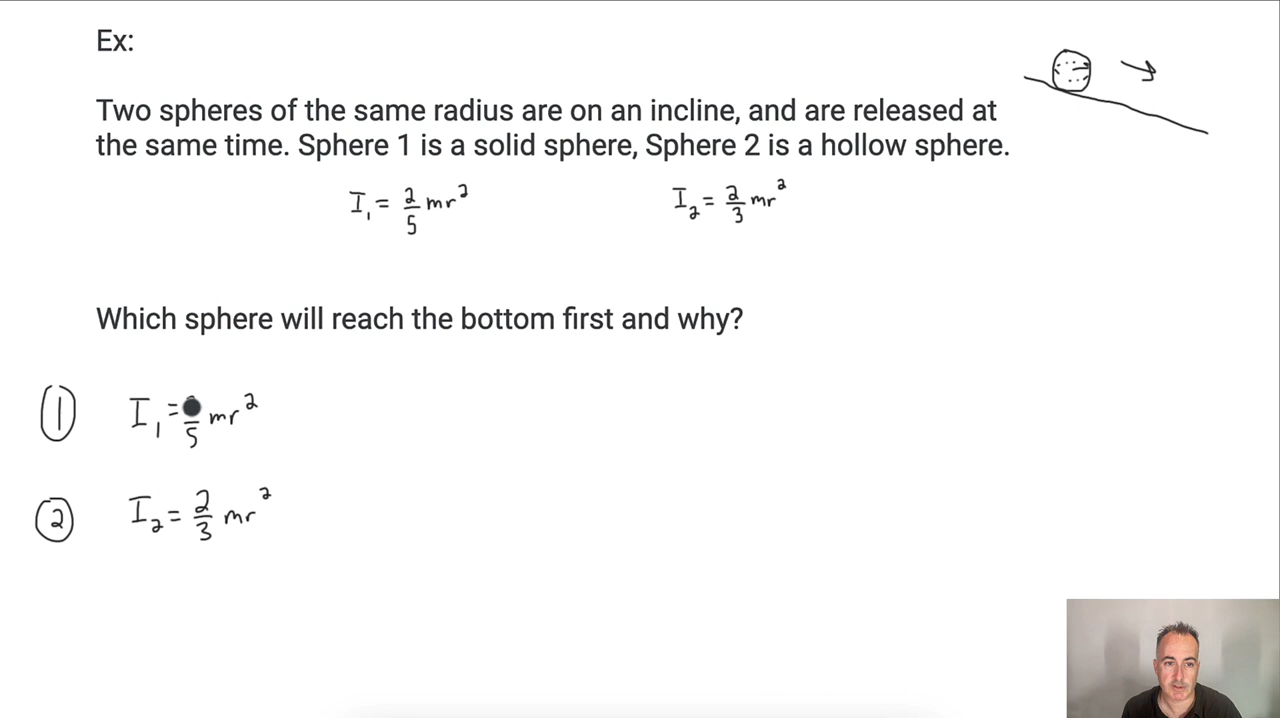 Ex:
Two spheres of the same radius are on an incline, and are released at
the same time. Sphere 1 is a solid sphere, Sphere 2 is a hollow sphere.
I₁ = 2/5 mr² I₂ = 2/3 mr²
Which sphere will reach the bottom first and why?
① I₁ = /5 mr²
② I₂ = 2/3 mr²